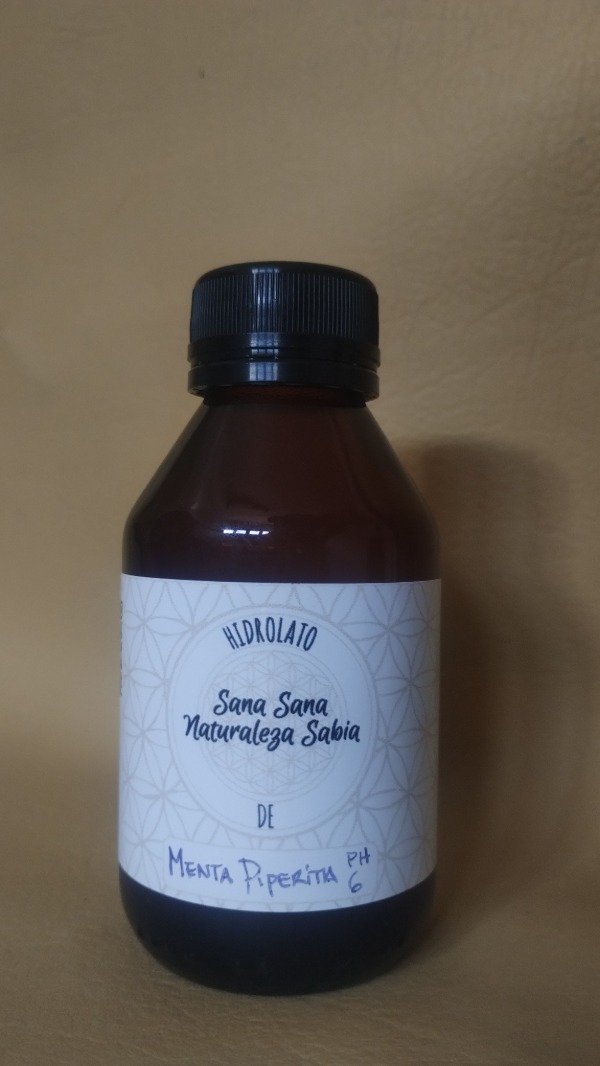 HIDROLATO
Sana Sana
Naturaleza Sabia
DE
MENTA PIPERITA PH
6